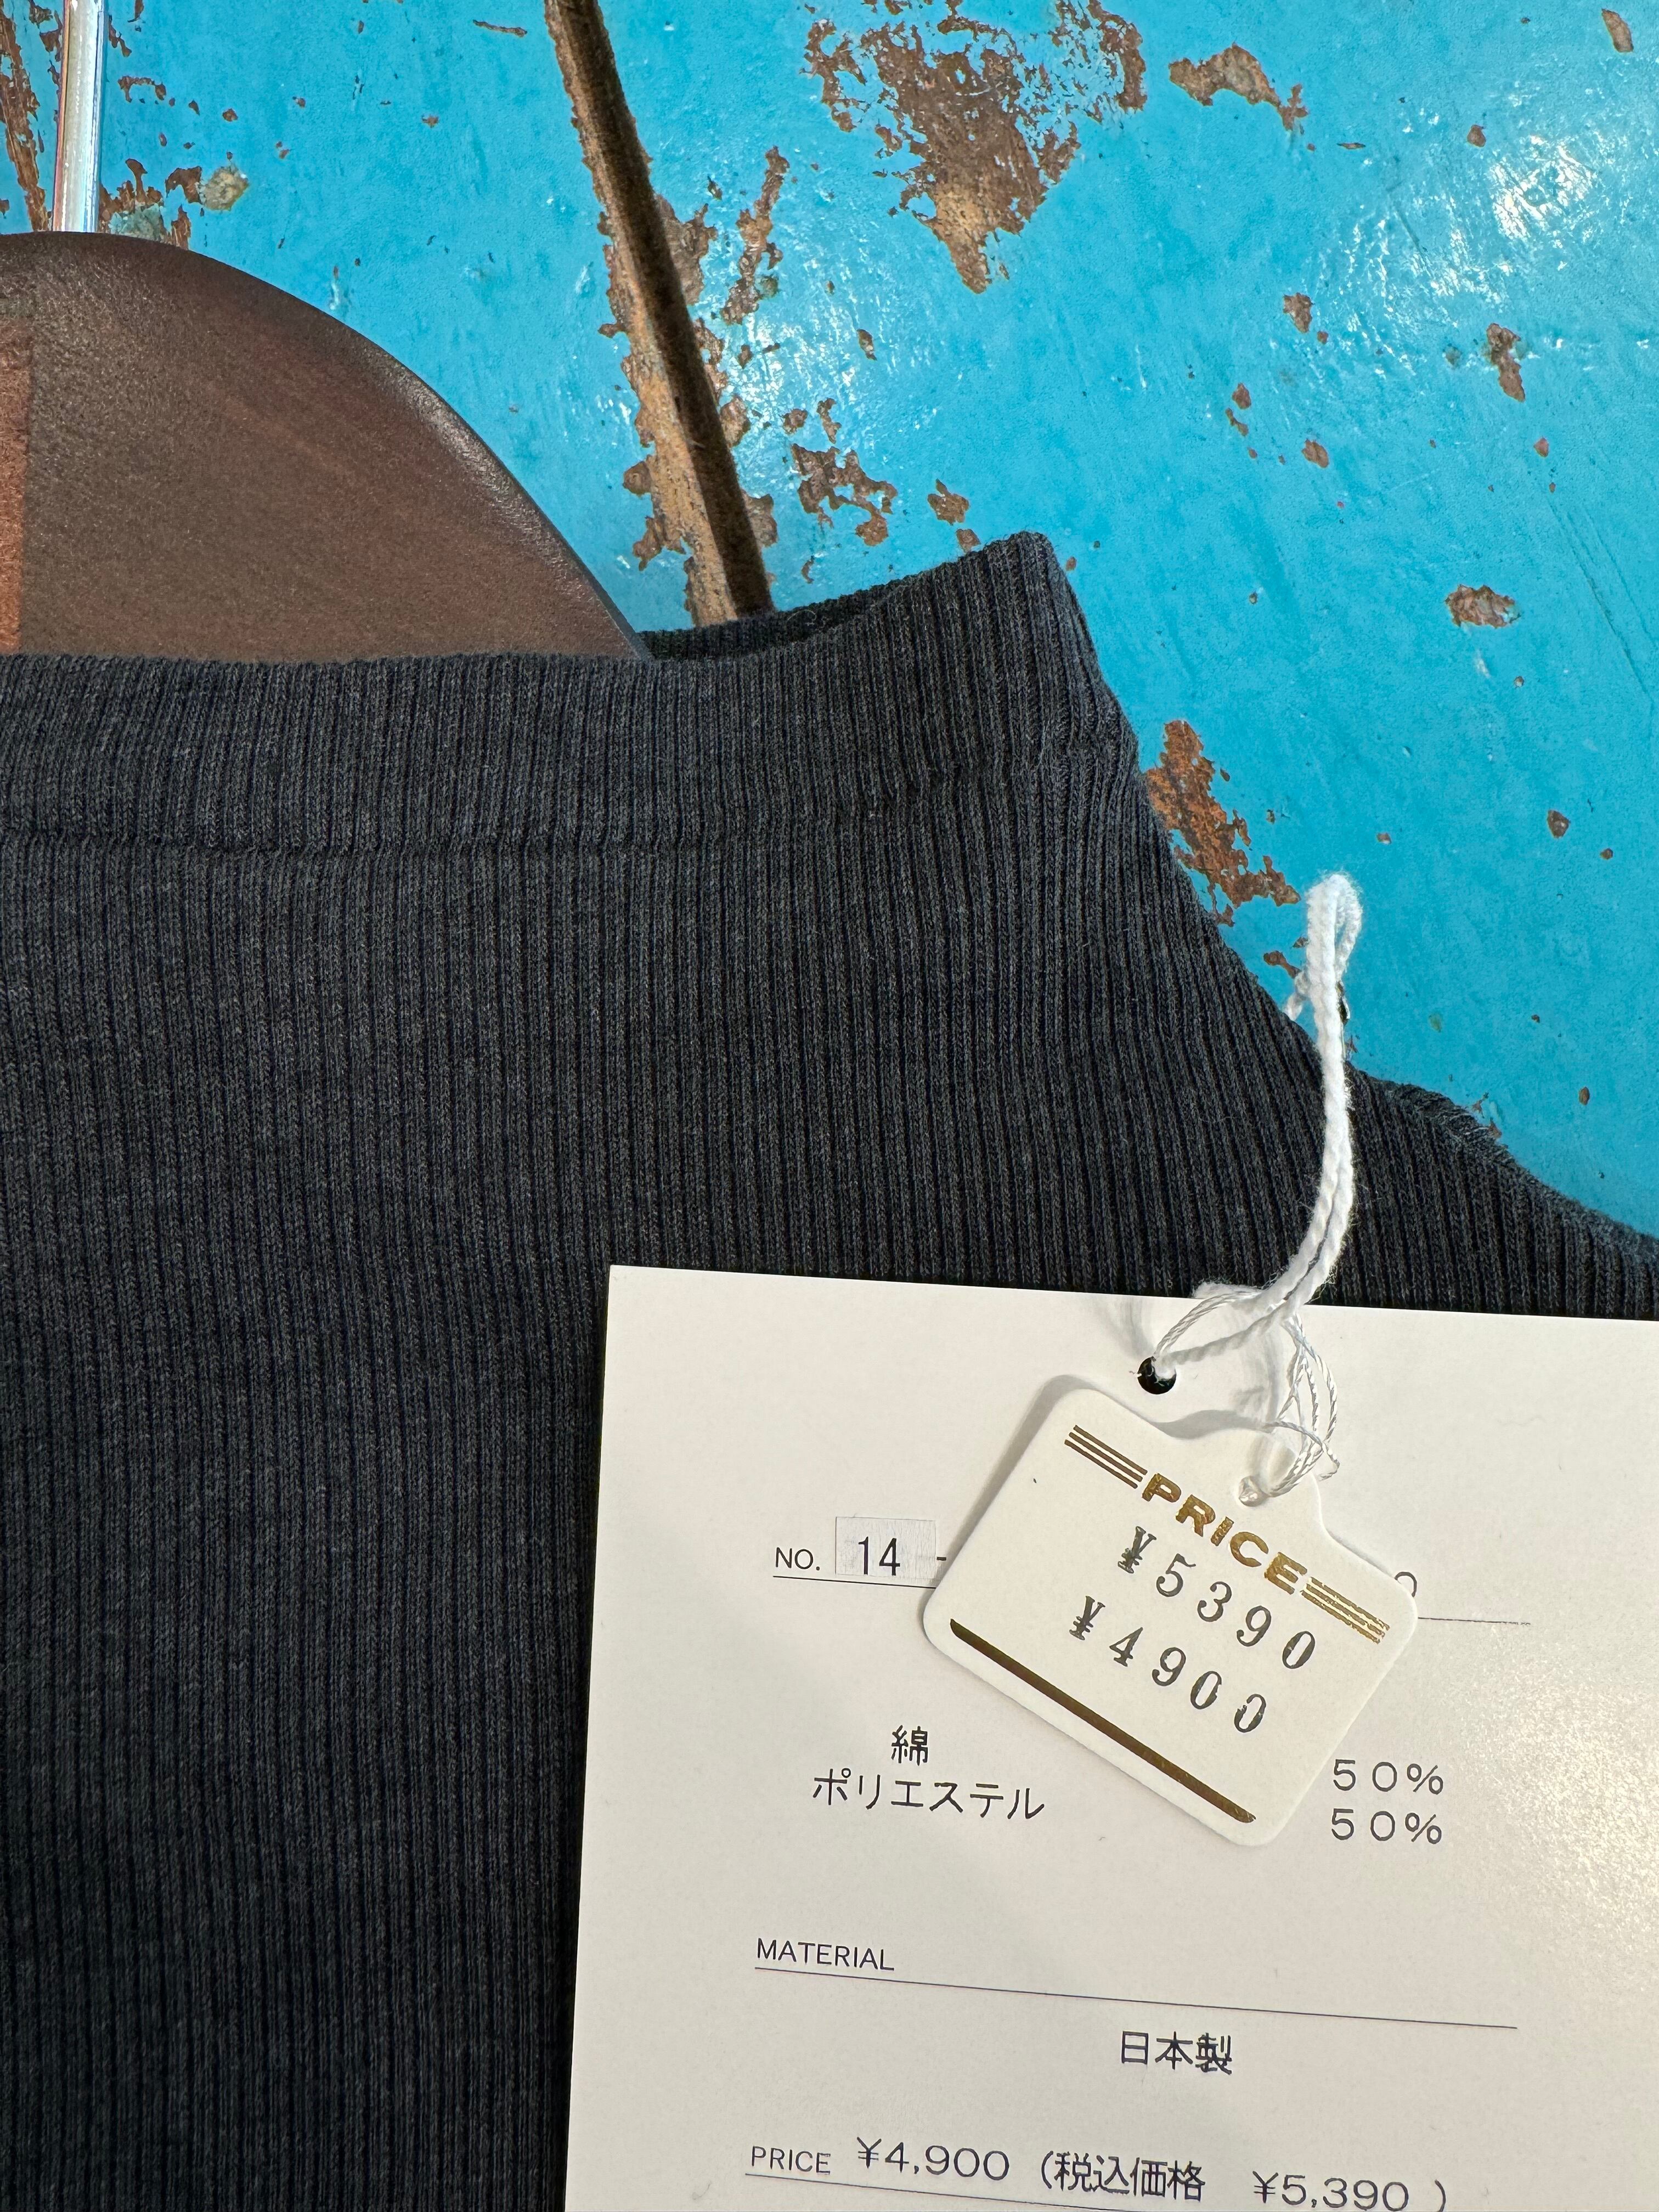 NO. 14 -
PRICE
¥5390
¥4900
綿 50%
ポリエステル 50%
MATERIAL
日本製
PRICE ¥4,900 (税込価格 ¥5,390 )